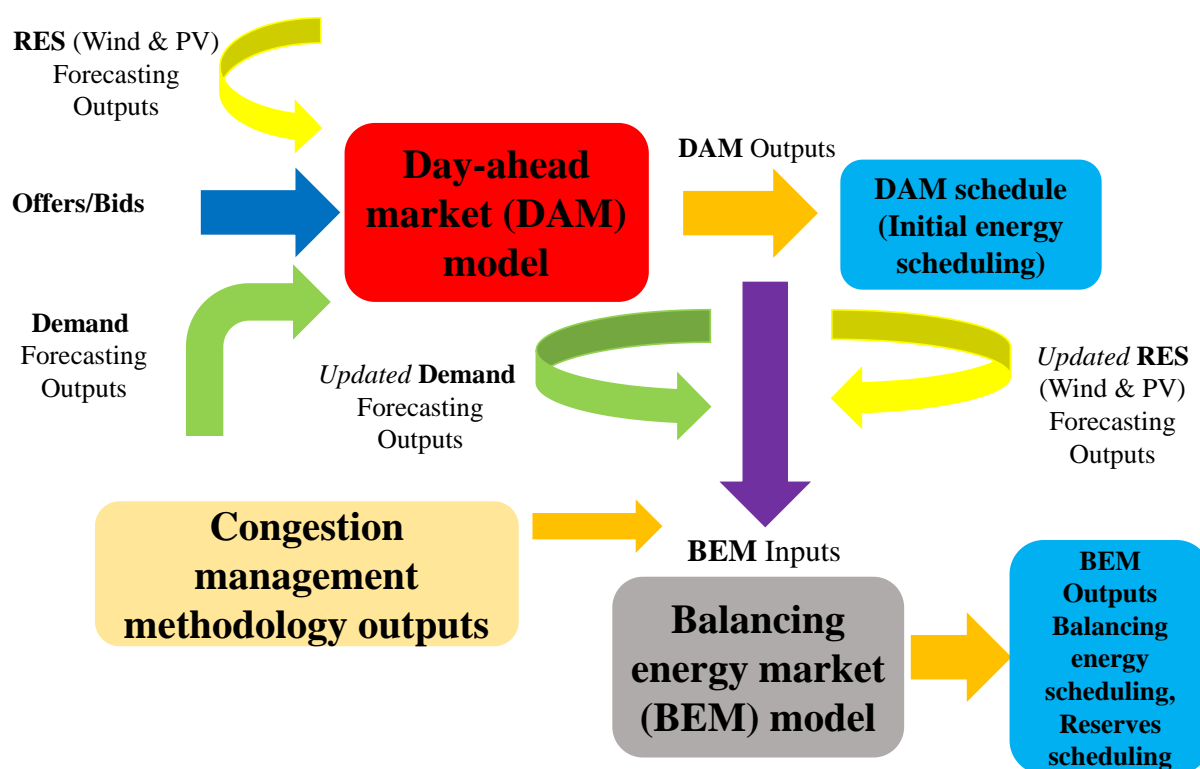 RES (Wind & PV)
Forecasting
Outputs
Offers/Bids
Demand
Forecasting
Outputs
Day-ahead
market (DAM)
model
DAM Outputs
DAM schedule
(Initial energy
scheduling)
Updated Demand
Forecasting
Outputs
Updated RES
(Wind & PV)
Forecasting
Outputs
Congestion
management
methodology outputs
BEM Inputs
Balancing
energy market
(BEM) model
BEM
Outputs
Balancing
energy
scheduling,
Reserves
scheduling